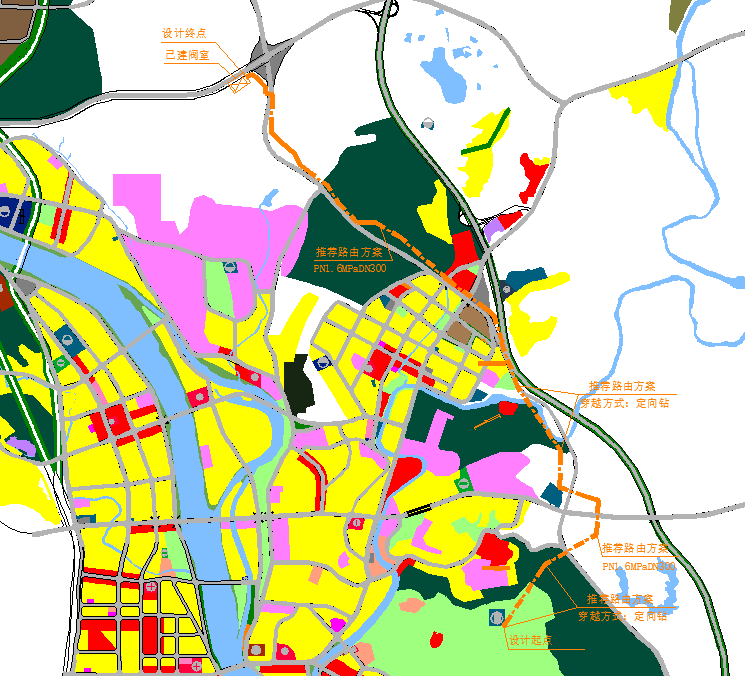 设计终点
已建阀室
推荐路由方案
PN1.6MPaDN300
推荐路由方案
穿越方式：定向钻
推荐路由方案
PN1.6MPaDN300
推荐路由方案
穿越方式：定向钻
设计起点